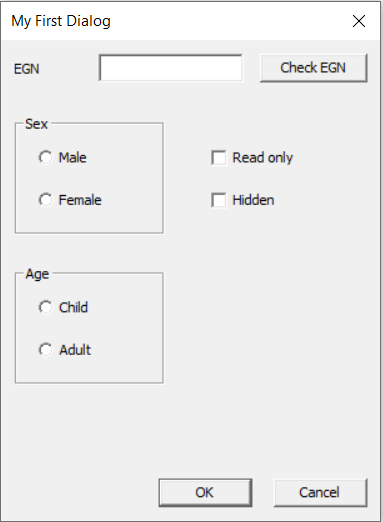 My First Dialog
EGN
Check EGN
Sex
Male
Read only
Female
Hidden
Age
Child
Adult
OK
Cancel